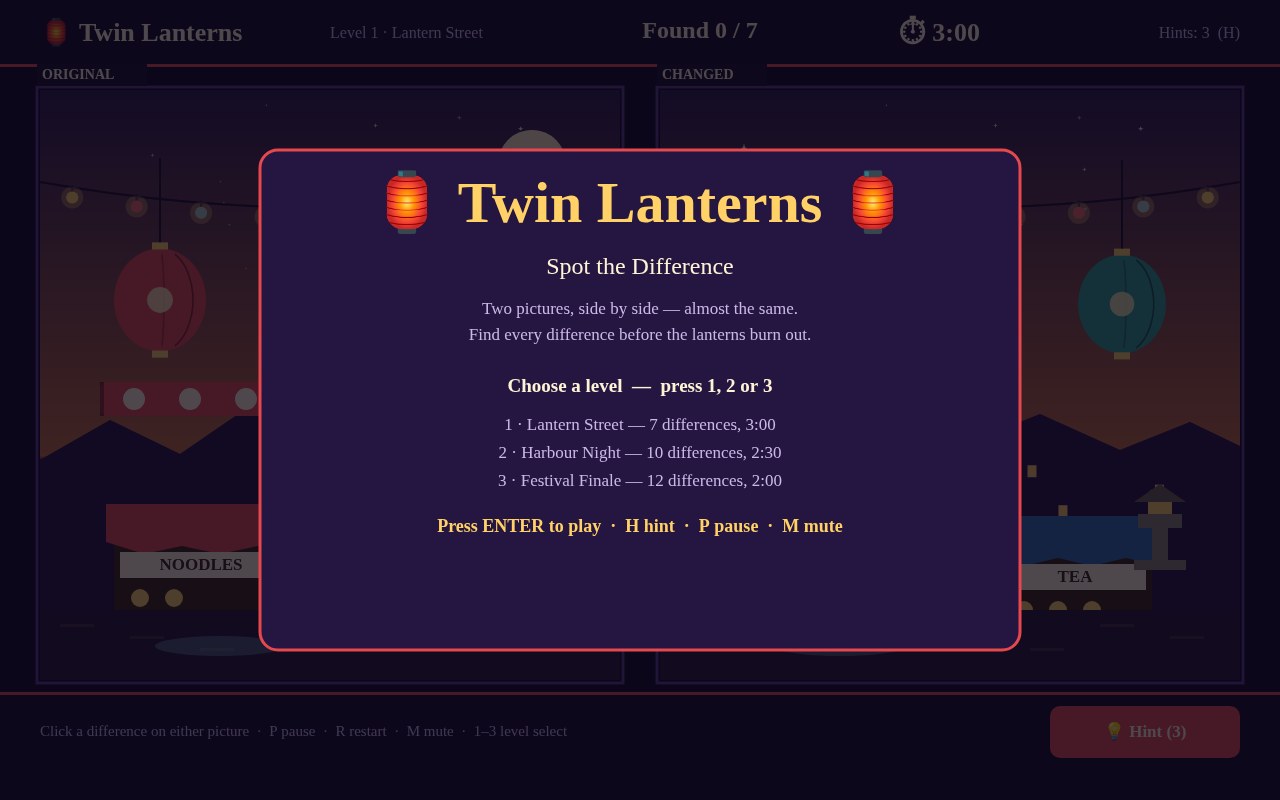 Twin Lanterns
Level 1 · Lantern Street
Found 0 / 7
3:00
Hints: 3 (H)
ORIGINAL
CHANGED
Twin Lanterns
Spot the Difference
Two pictures, side by side — almost the same.
Find every difference before the lanterns burn out.
Choose a level — press 1, 2 or 3
1 · Lantern Street — 7 differences, 3:00
2 · Harbour Night — 10 differences, 2:30
3 · Festival Finale — 12 differences, 2:00
Press ENTER to play · H hint · P pause · M mute
NOODLES
TEA
Click a difference on either picture · P pause · R restart · M mute · 1–3 level select
Hint (3)